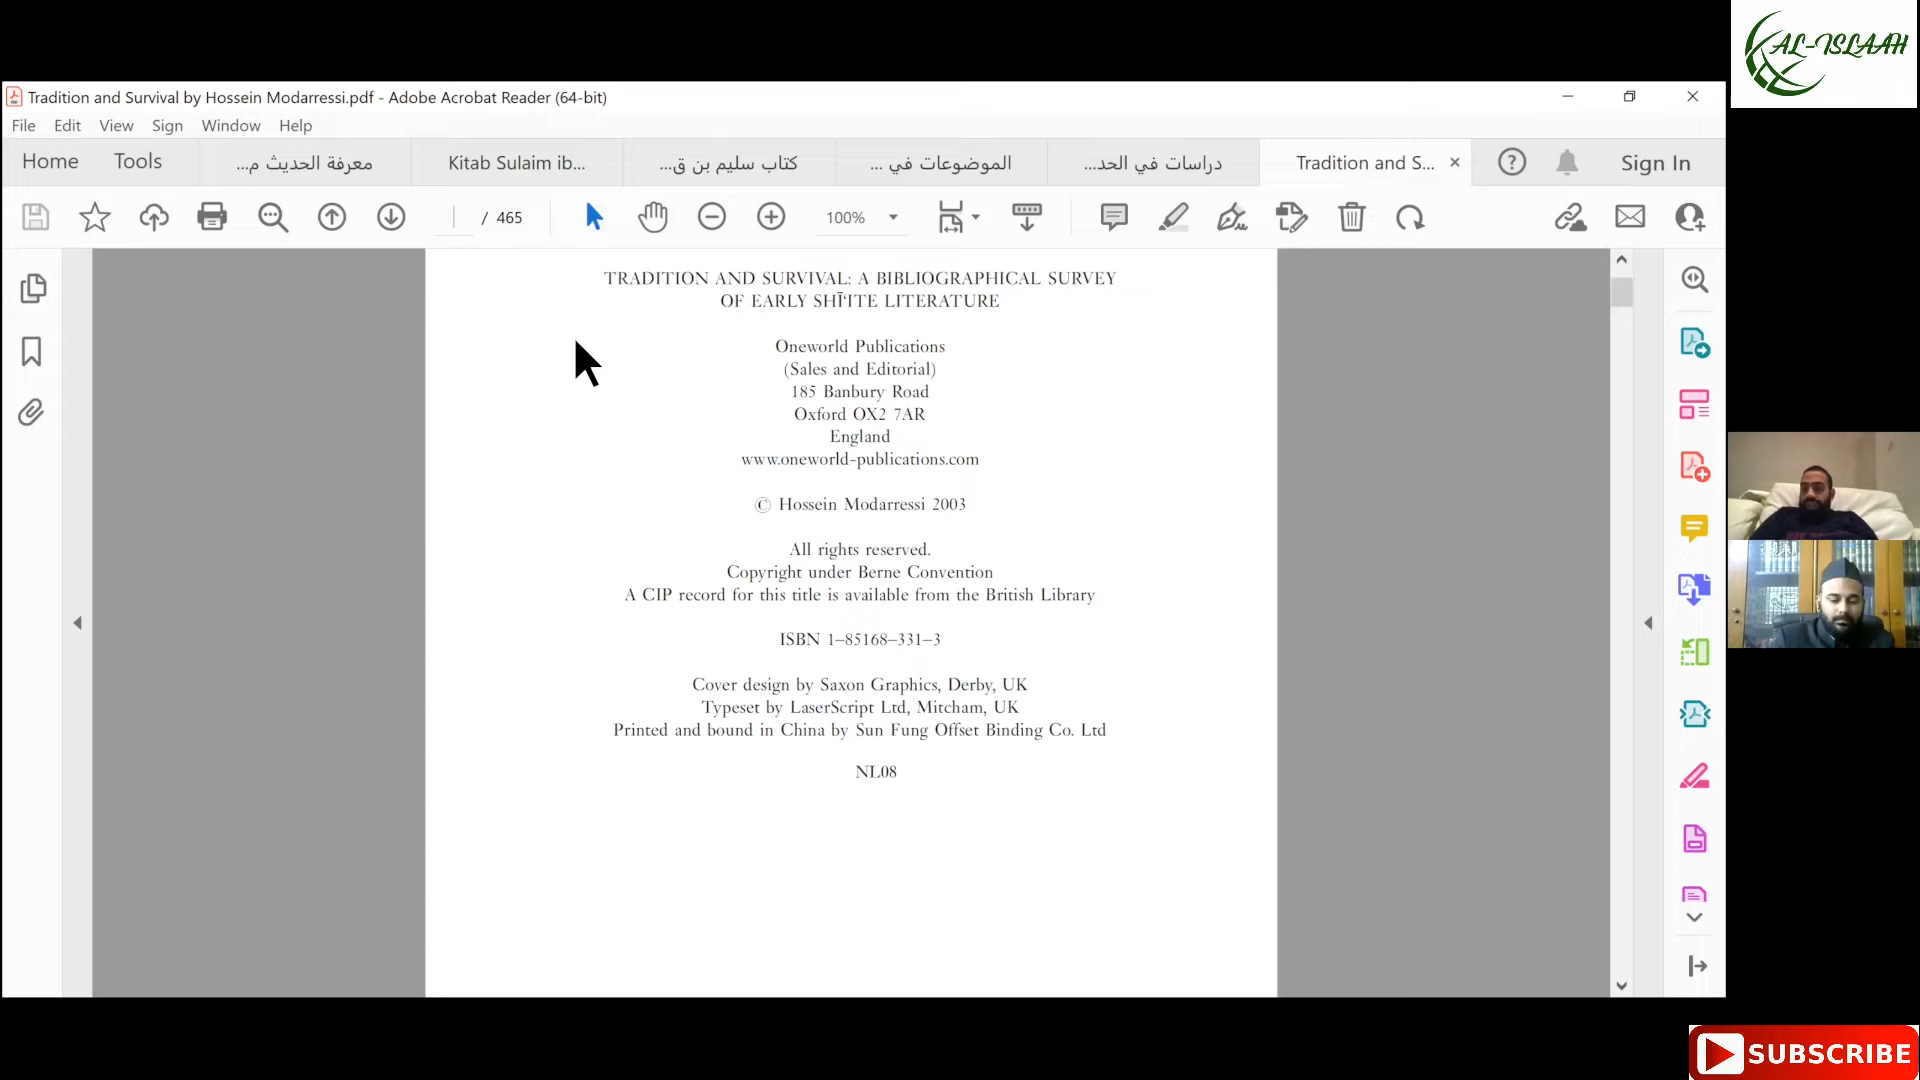 AL-ISLAAH
Tradition and Survival by Hossein Modarressi.pdf - Adobe Acrobat Reader (64-bit)
File Edit View Sign Window Help
Home Tools معرفة الحديث م... Kitab Sulaim ib... كتاب سليم بن ق... الموضوعات في ... دراسات في الحد... Tradition and S... Sign In
/ 465 100%
TRADITION AND SURVIVAL: A BIBLIOGRAPHICAL SURVEY
OF EARLY SHĪʿITE LITERATURE
Oneworld Publications
(Sales and Editorial)
185 Banbury Road
Oxford OX2 7AR
England
www.oneworld-publications.com
© Hossein Modarressi 2003
All rights reserved.
Copyright under Berne Convention
A CIP record for this title is available from the British Library
ISBN 1–85168–331–3
Cover design by Saxon Graphics, Derby, UK
Typeset by LaserScript Ltd, Mitcham, UK
Printed and bound in China by Sun Fung Offset Binding Co. Ltd
NL08
SUBSCRIBE